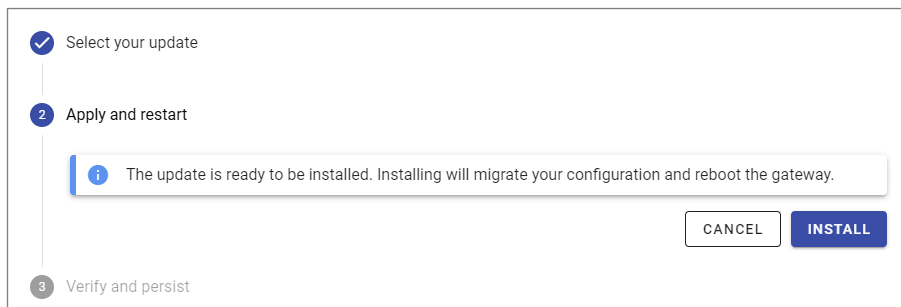 Select your update
2 Apply and restart
The update is ready to be installed. Installing will migrate your configuration and reboot the gateway.
CANCEL INSTALL
3 Verify and persist